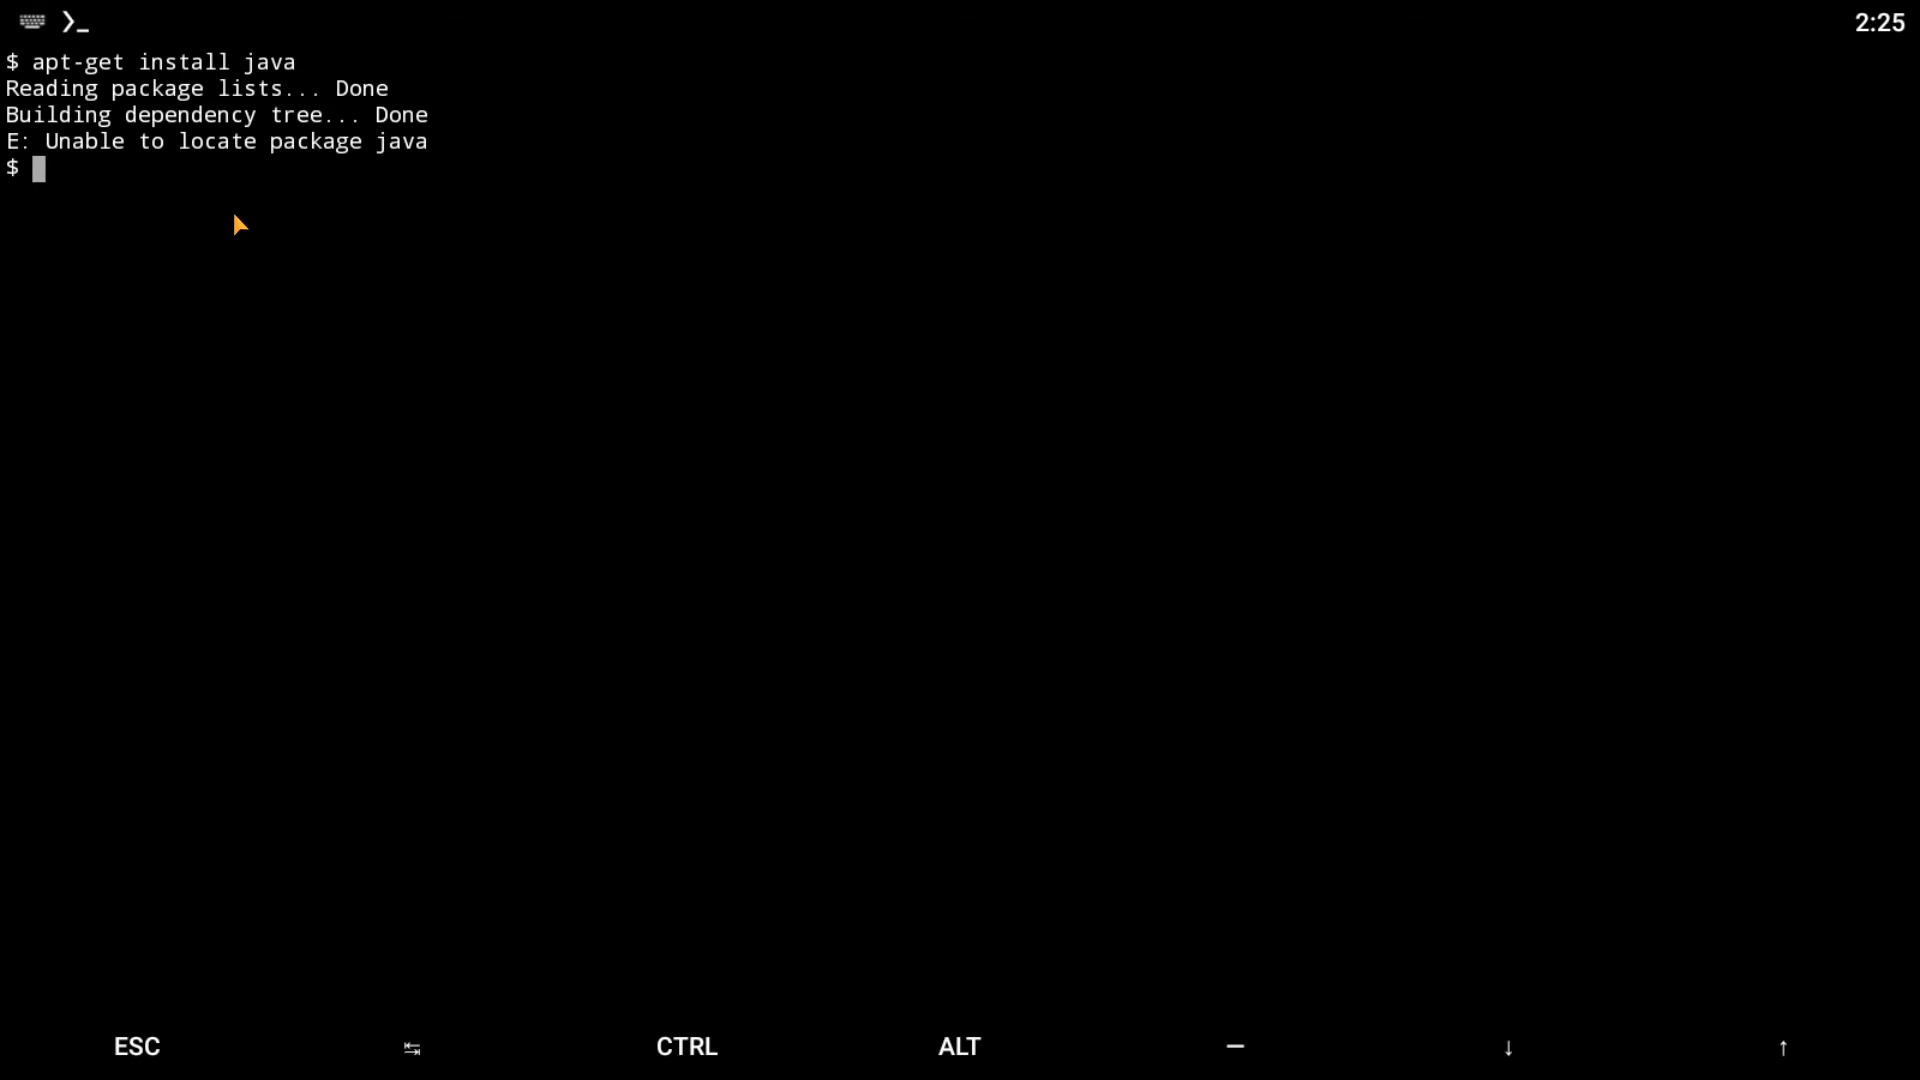 ❯_
2:25
$ apt-get install java
Reading package lists... Done
Building dependency tree... Done
E: Unable to locate package java
$
ESC ↹ CTRL ALT — ↓ ↑